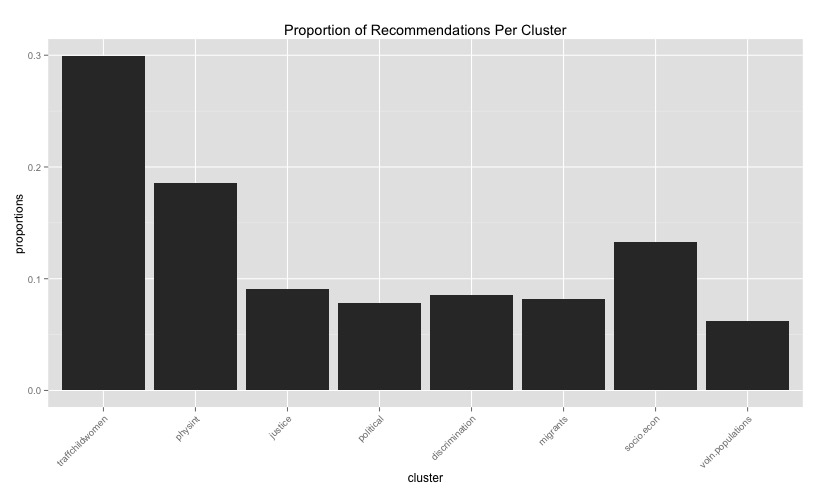 Proportion of Recommendations Per Cluster
0.3
0.2
0.1
0.0
proportions
traffchildwomen
physint
justice
political
discrimination
migrants
socio.econ
voln.populations
cluster